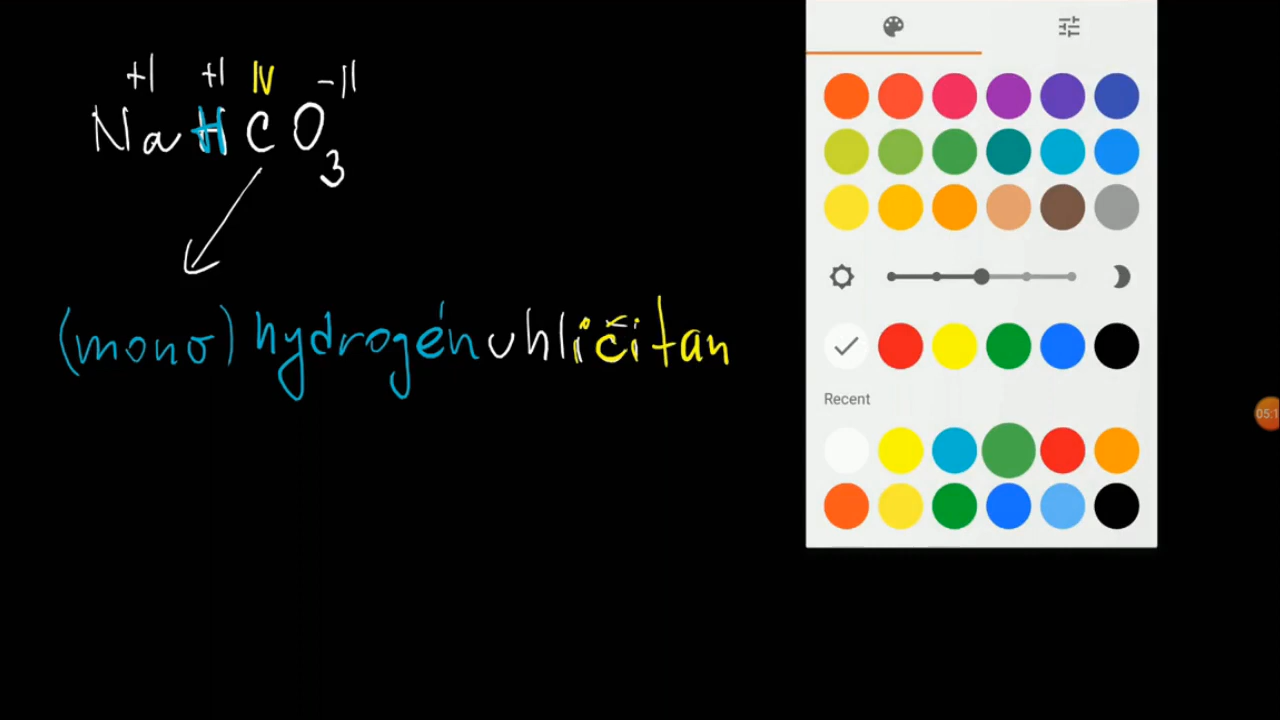 +I +I IV -II
NaHCO3
(mono) hydrogénuhličitan
Recent